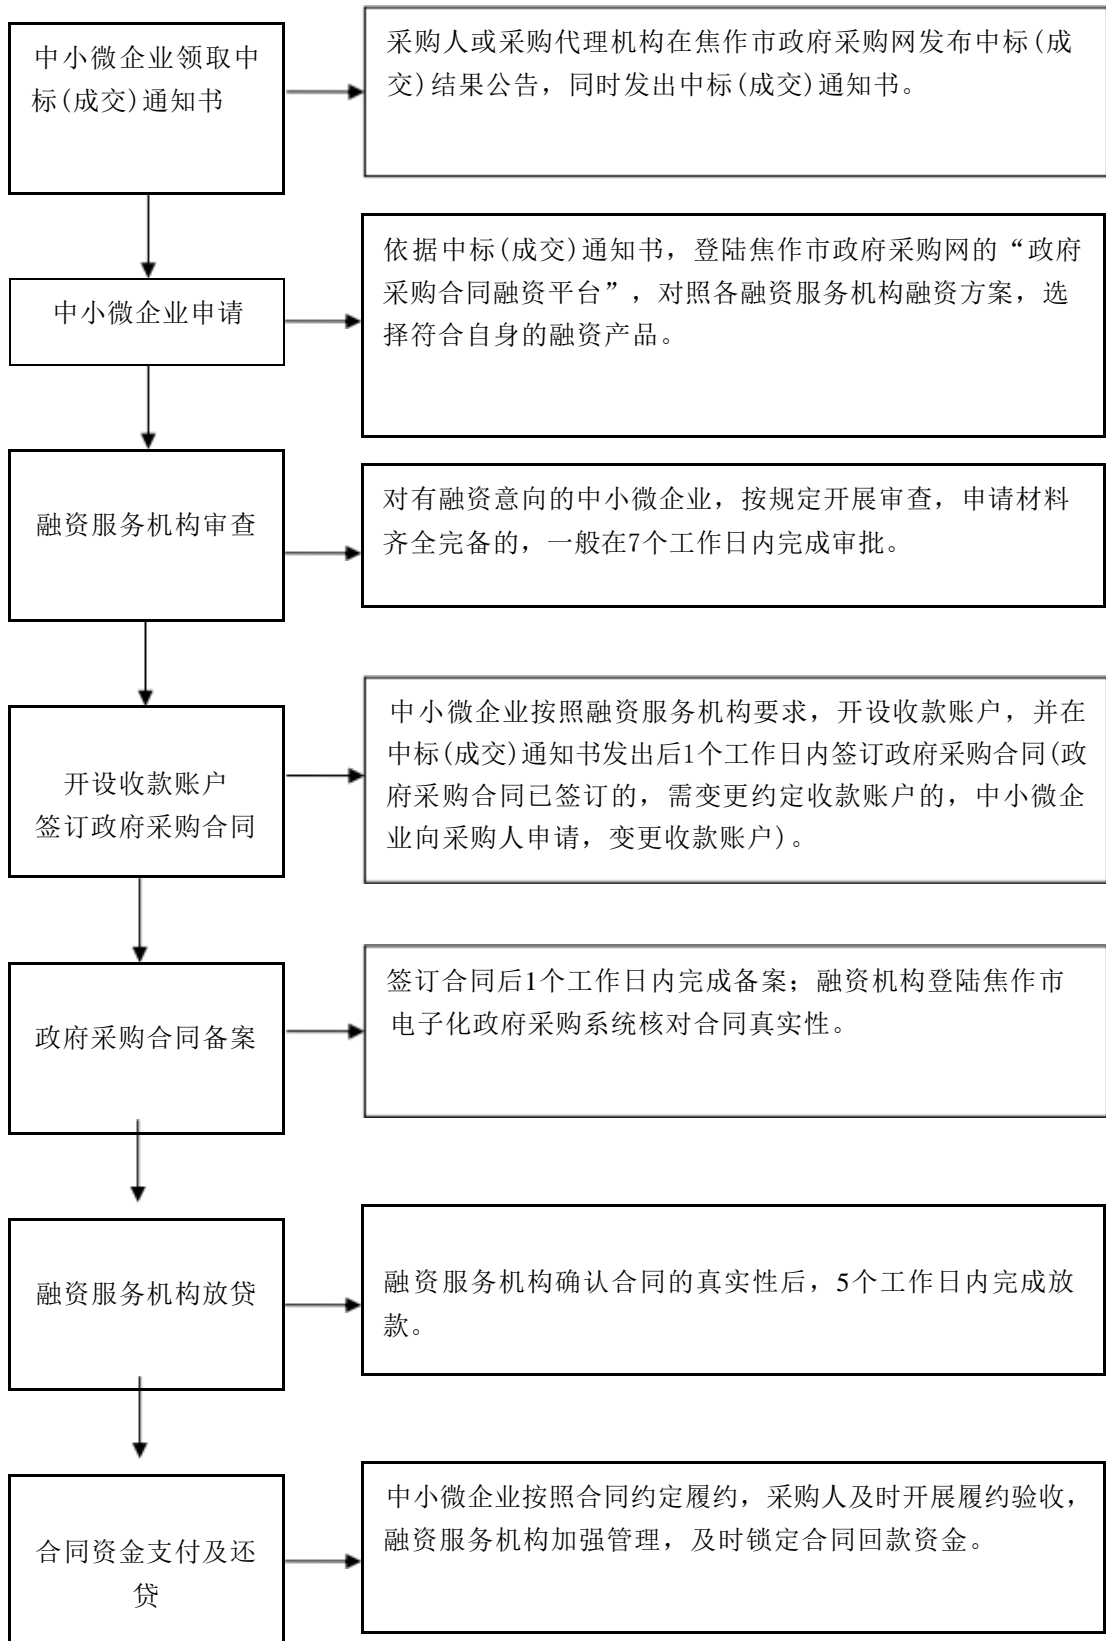 中小微企业领取中
标(成交)通知书
采购人或采购代理机构在焦作市政府采购网发布中标(成
交)结果公告，同时发出中标(成交)通知书。
中小微企业申请
依据中标(成交)通知书，登陆焦作市政府采购网的“政府
采购合同融资平台”，对照各融资服务机构融资方案，选
择符合自身的融资产品。
融资服务机构审查
对有融资意向的中小微企业，按规定开展审查，申请材料
齐全完备的，一般在7个工作日内完成审批。
开设收款账户
签订政府采购合同
中小微企业按照融资服务机构要求，开设收款账户，并在
中标(成交)通知书发出后1个工作日内签订政府采购合同(政
府采购合同已签订的，需变更约定收款账户的，中小微企
业向采购人申请，变更收款账户)。
政府采购合同备案
签订合同后1个工作日内完成备案；融资机构登陆焦作市
电子化政府采购系统核对合同真实性。
融资服务机构放贷
融资服务机构确认合同的真实性后，5个工作日内完成放
款。
合同资金支付及还
贷
中小微企业按照合同约定履约，采购人及时开展履约验收，
融资服务机构加强管理，及时锁定合同回款资金。